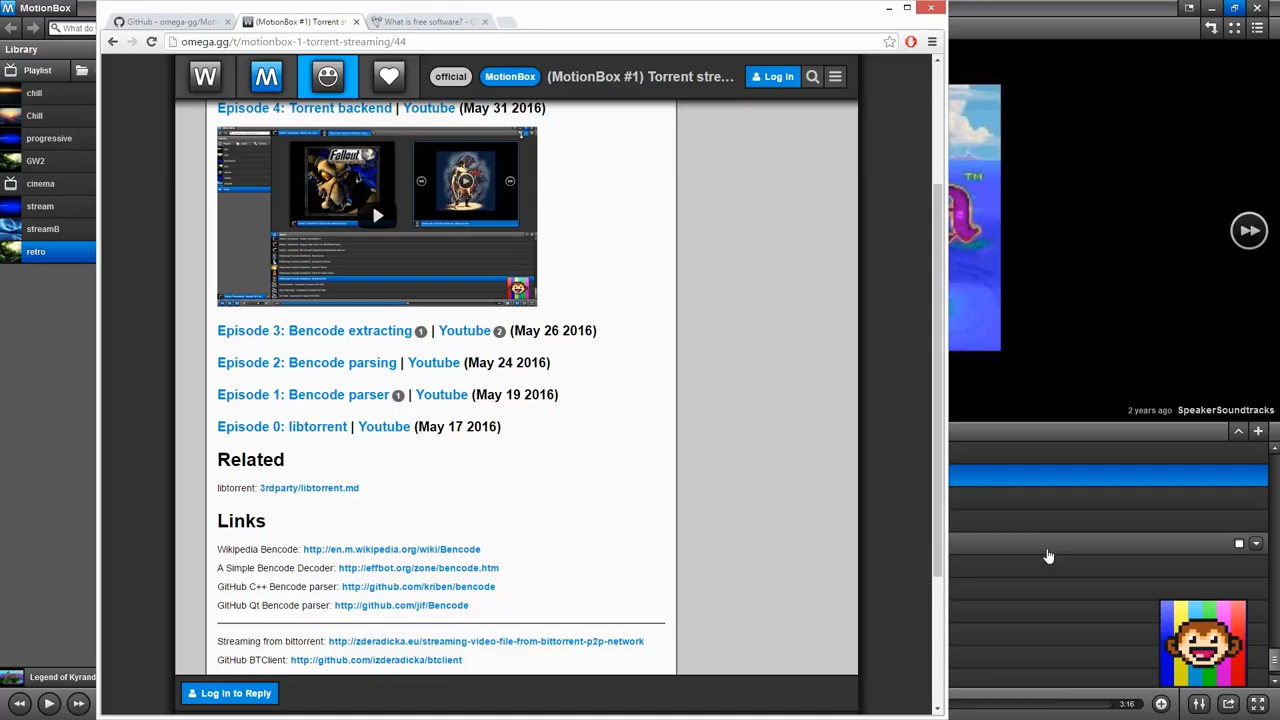 MotionBox
GitHub - omega-gg/Moti
(MotionBox #1) Torrent st
What is free software? - G
What do
omega.gg/t/motionbox-1-torrent-streaming/44
Library
Playlist
chill
Chill
progressive
GW2
cinema
stream
streamB
retro
official
MotionBox
(MotionBox #1) Torrent stre...
Log In
Episode 4: Torrent backend | Youtube (May 31 2016)
Fallout
Episode 3: Bencode extracting 1 | Youtube 2 (May 26 2016)
Episode 2: Bencode parsing | Youtube (May 24 2016)
Episode 1: Bencode parser 1 | Youtube (May 19 2016)
Episode 0: libtorrent | Youtube (May 17 2016)
Related
libtorrent: 3rdparty/libtorrent.md
Links
Wikipedia Bencode: http://en.m.wikipedia.org/wiki/Bencode
A Simple Bencode Decoder: http://effbot.org/zone/bencode.htm
GitHub C++ Bencode parser: http://github.com/kriben/bencode
GitHub Qt Bencode parser: http://github.com/jif/Bencode
Streaming from bittorrent: http://zderadicka.eu/streaming-video-file-from-bittorrent-p2p-network
GitHub BTClient: http://github.com/izderadicka/btclient
Log In to Reply
TM
2 years ago SpeakerSoundtracks
Legend of Kyrand
3:16